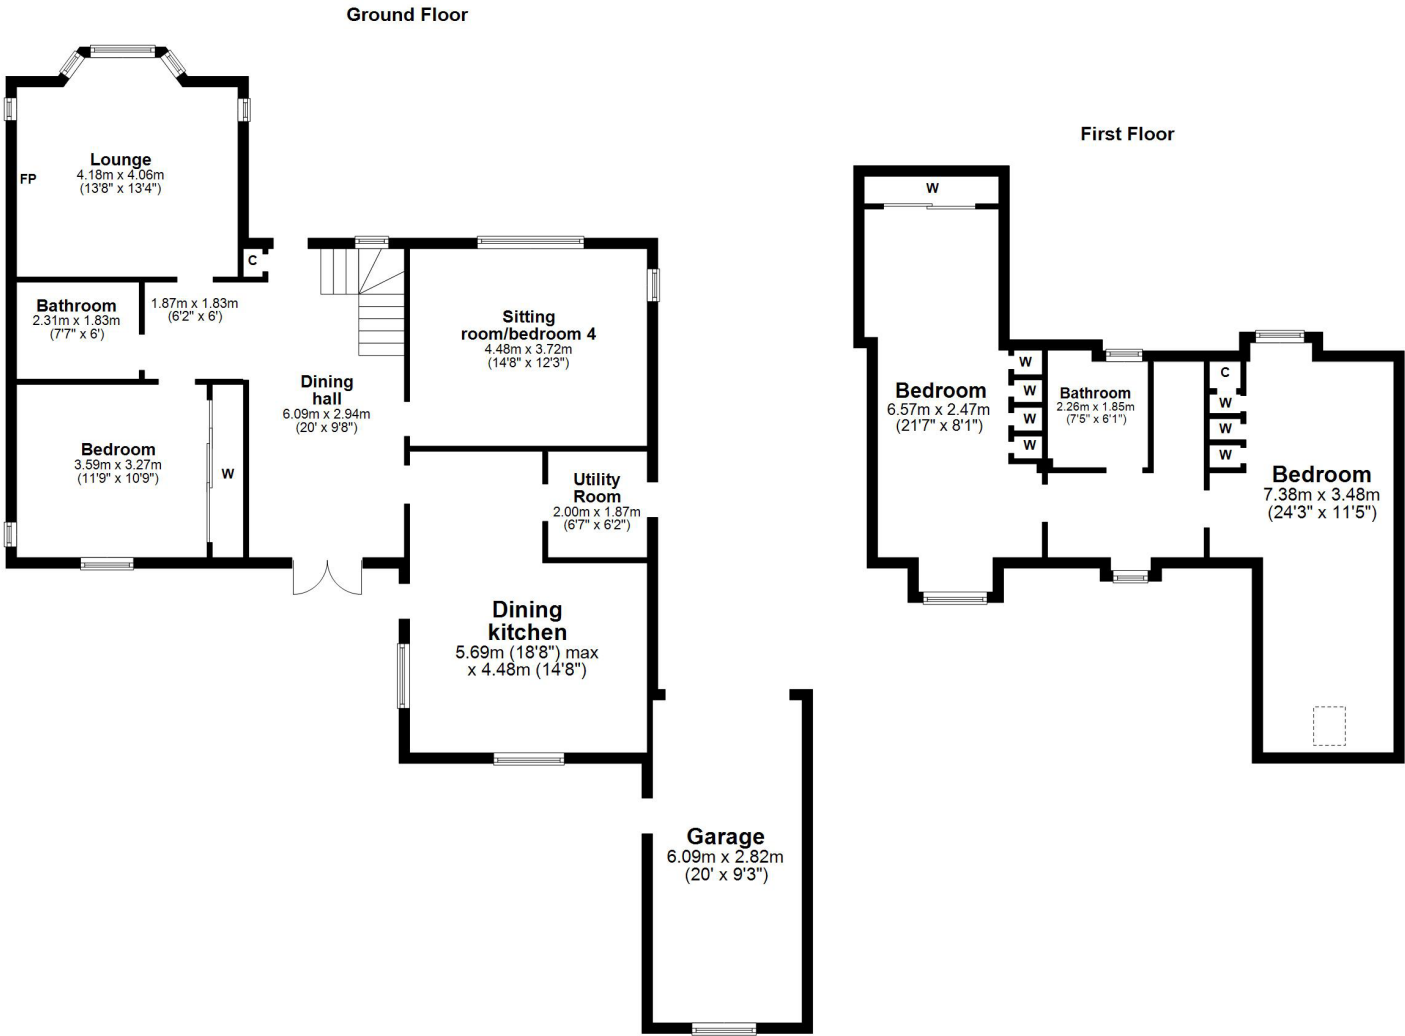 Ground Floor
Lounge
4.18m x 4.06m
(13'8" x 13'4")
FP
C
Bathroom
2.31m x 1.83m
(7'7" x 6')
1.87m x 1.83m
(6'2" x 6')
Sitting
room/bedroom 4
4.48m x 3.72m
(14'8" x 12'3")
Dining
hall
6.09m x 2.94m
(20' x 9'8")
Bedroom
3.59m x 3.27m
(11'9" x 10'9")
W
Utility
Room
2.00m x 1.87m
(6'7" x 6'2")
Dining
kitchen
5.69m (18'8") max
x 4.48m (14'8")
Garage
6.09m x 2.82m
(20' x 9'3")
First Floor
W
Bedroom
6.57m x 2.47m
(21'7" x 8'1")
W
W
W
W
Bathroom
2.26m x 1.85m
(7'5" x 6'1")
C
W
W
W
Bedroom
7.38m x 3.48m
(24'3" x 11'5")